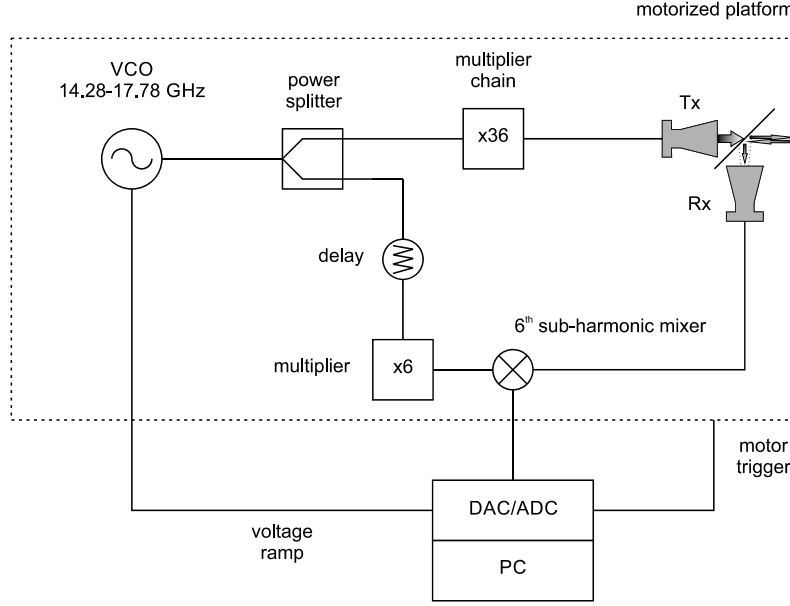 motorized platform
VCO
14.28-17.78 GHz
power
splitter
multiplier
chain
x36
Tx
Rx
delay
6th sub-harmonic mixer
multiplier
x6
motor
trigger
DAC/ADC
voltage
ramp
PC